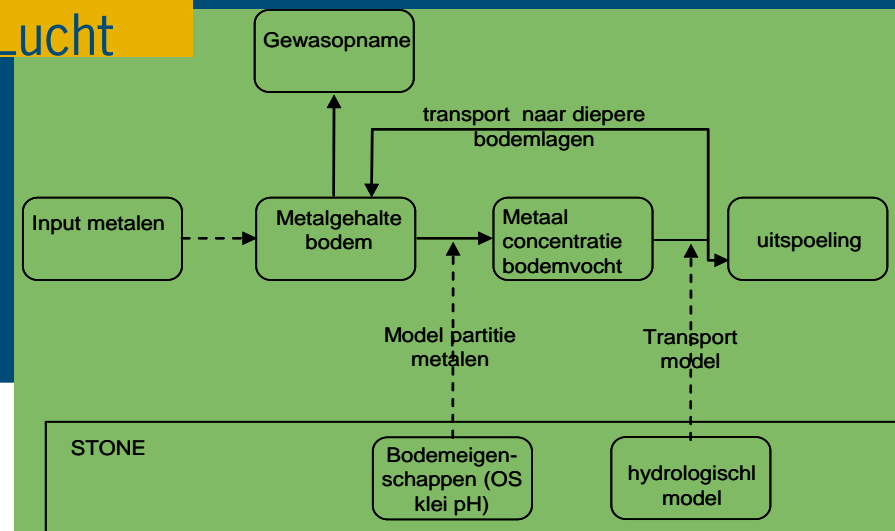 Lucht
Gewasopname
transport naar diepere
bodemlagen
Input metalen
Metalgehalte
bodem
Metaal
concentratie
bodemvocht
uitspoeling
Model partitie
metalen
Transport
model
STONE
Bodemeigen-
schappen (OS
klei pH)
hydrologischl
model